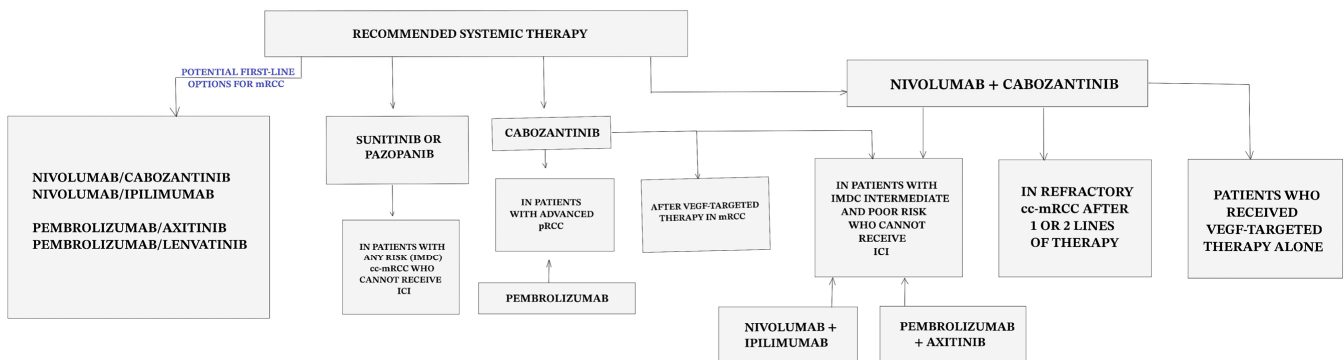 RECOMMENDED SYSTEMIC THERAPY
POTENTIAL FIRST-LINE
OPTIONS FOR mRCC
NIVOLUMAB + CABOZANTINIB
NIVOLUMAB/CABOZANTINIB
NIVOLUMAB/IPILIMUMAB
PEMBROLIZUMAB/AXITINIB
PEMBROLIZUMAB/LENVATINIB
SUNITINIB OR
PAZOPANIB
IN PATIENTS WITH
ANY RISK (IMDC)
cc-mRCC WHO
CANNOT RECEIVE
ICI
CABOZANTINIB
IN PATIENTS
WITH ADVANCED
pRCC
PEMBROLIZUMAB
AFTER VEGF-TARGETED
THERAPY IN mRCC
IN PATIENTS WITH
IMDC INTERMEDIATE
AND POOR RISK
WHO CANNOT
RECEIVE
ICI
NIVOLUMAB +
IPILIMUMAB
PEMBROLIZUMAB
+ AXITINIB
IN REFRACTORY
cc-mRCC AFTER
1 OR 2 LINES
OF THERAPY
PATIENTS WHO
RECEIVED
VEGF-TARGETED
THERAPY ALONE